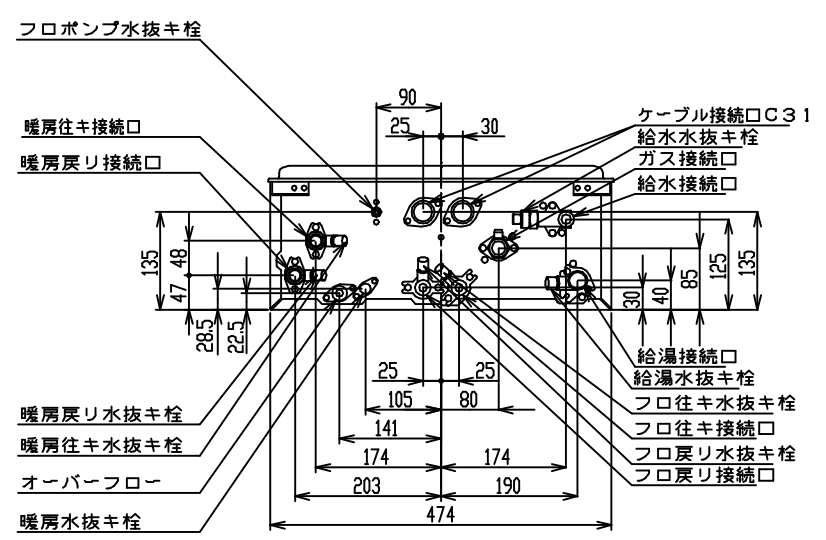 フロポンプ水抜キ栓
90
25
30
ケーブル接続口C31
給水水抜キ栓
ガス接続口
給水接続口
暖房往キ接続口
暖房戻リ接続口
135
48
47
28.5
22.5
30
40
85
125
135
給湯接続口
給湯水抜キ栓
25
25
フロ往キ水抜キ栓
フロ往キ接続口
フロ戻リ水抜キ栓
フロ戻リ接続口
105
80
暖房戻リ水抜キ栓
141
暖房往キ水抜キ栓
174
174
オーバーフロー
203
190
暖房水抜キ栓
474